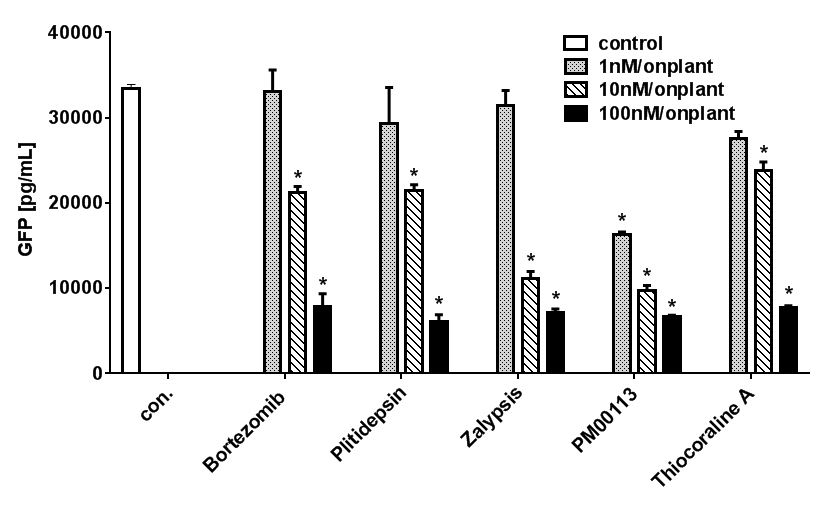 control
1nM/onplant
10nM/onplant
100nM/onplant
GFP [pg/mL]
40000
30000
20000
10000
0
*
*
*
*
*
*
*
*
*
*
*
con.
Bortezomib
Plitidepsin
Zalypsis
PM00113
Thiocoraline A